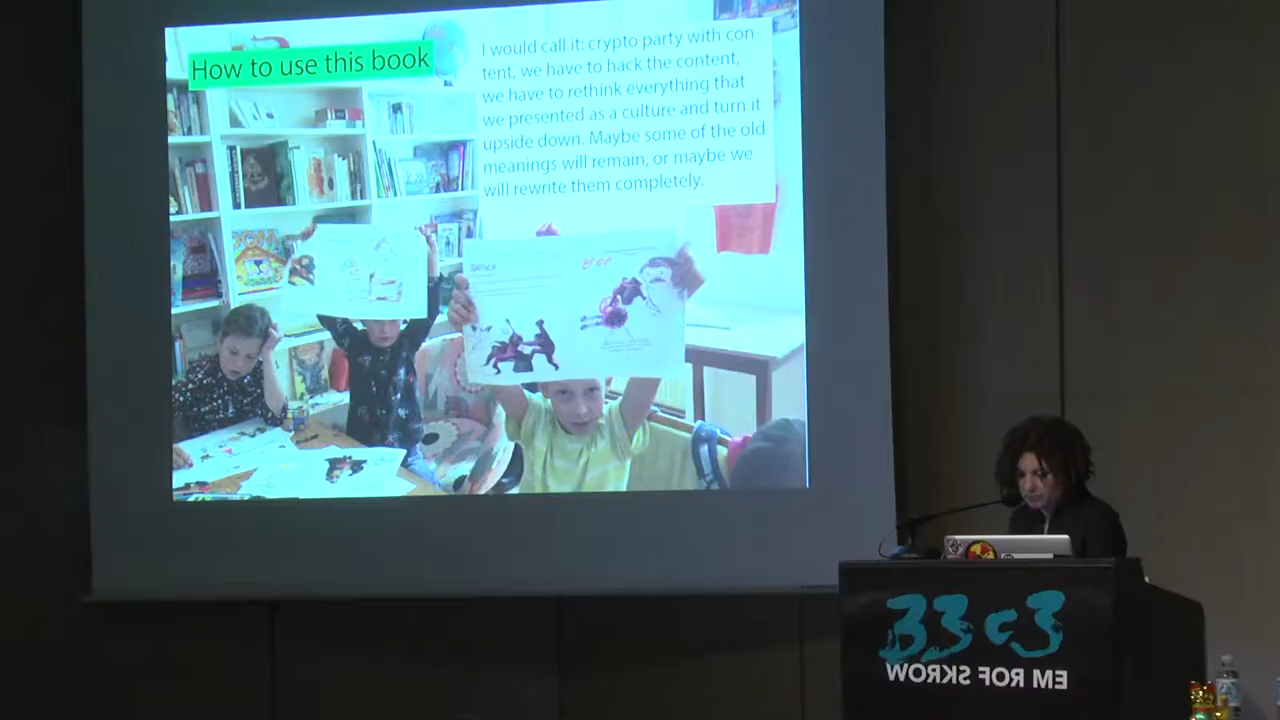 How to use this book
I would call it: crypto party with con-
tent, we have to hack the content,
we have to rethink everything that
we presented as a culture and turn it
upside down. Maybe some of the old
meanings will remain, or maybe we
will rewrite them completely.
33c3
WORKS FOR ME